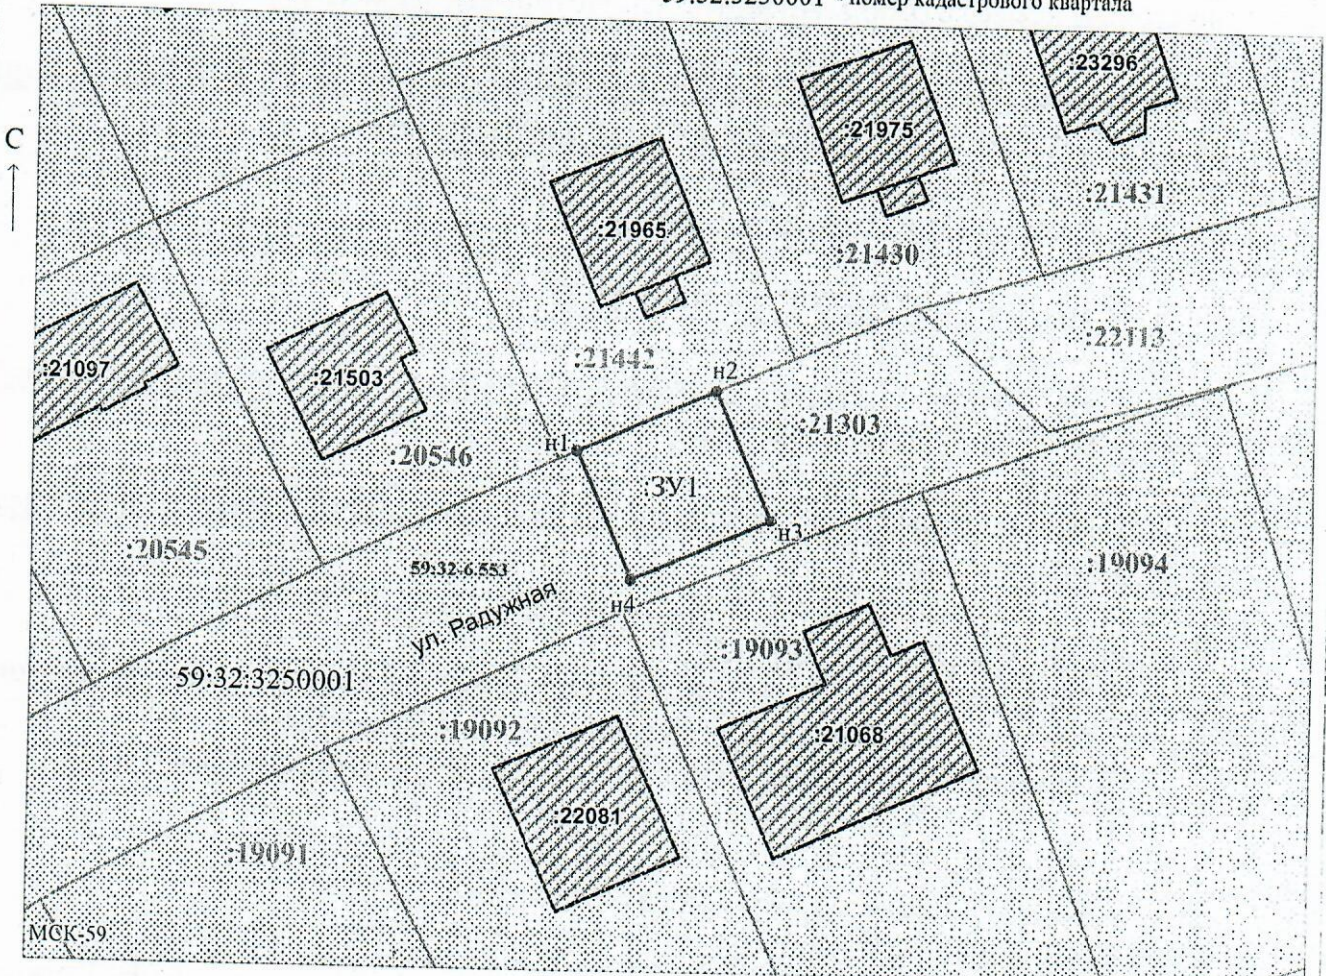 59:32:3250001 - номер кадастрового квартала
С
:23296
:21975
:21431
:21965
:21430
:22113
:21442
:21097
:21503
н2
:21303
н1
:20546
:ЗУ1
н3
:20545
59:32-6.553
:19094
н4
ул. Радужная
:19093
59:32:3250001
:19092
:21068
:22081
:19091
МСК-59